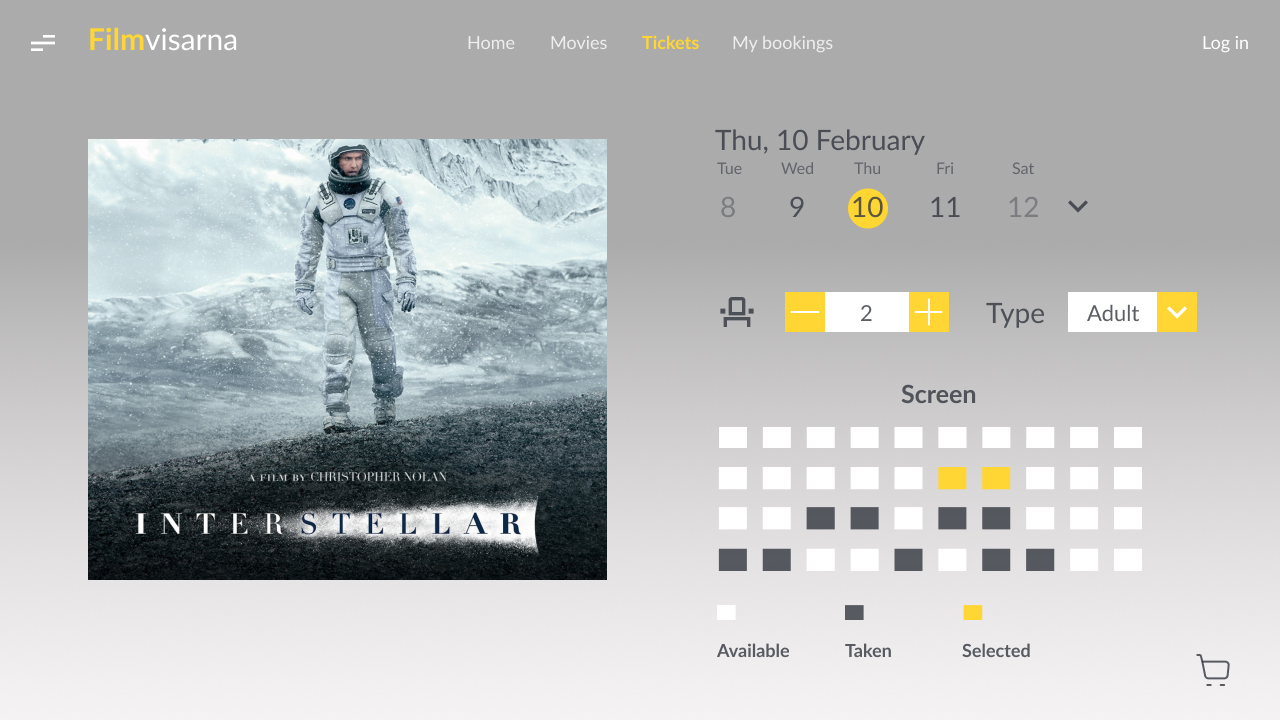 Filmvisarna
Home Movies Tickets My bookings
Log in
A FILM BY CHRISTOPHER NOLAN
INTERSTELLAR
Thu, 10 February
Tue Wed Thu Fri Sat
8 9 10 11 12
2 Type Adult
Screen
Available Taken Selected